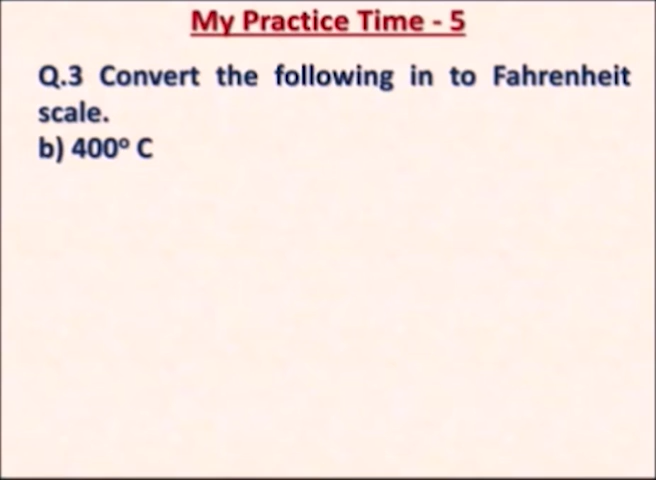 My Practice Time - 5
Q.3 Convert the following in to Fahrenheit
scale.
b) 400° C